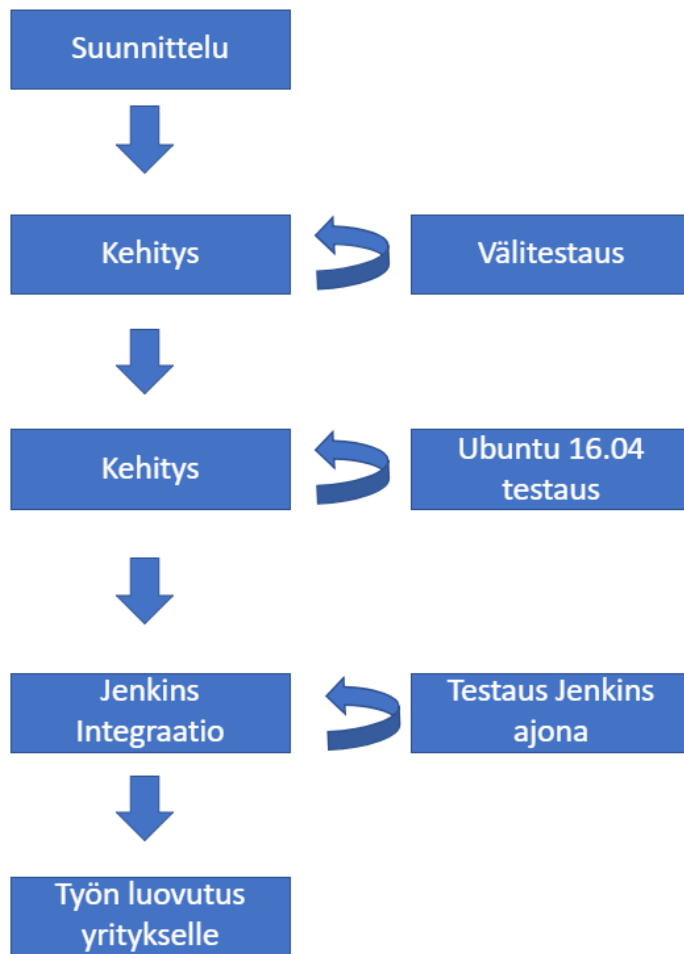 Suunnittelu
Kehitys
Välitestaus
Kehitys
Ubuntu 16.04
testaus
Jenkins
Integraatio
Testaus Jenkins
ajona
Työn luovutus
yritykselle